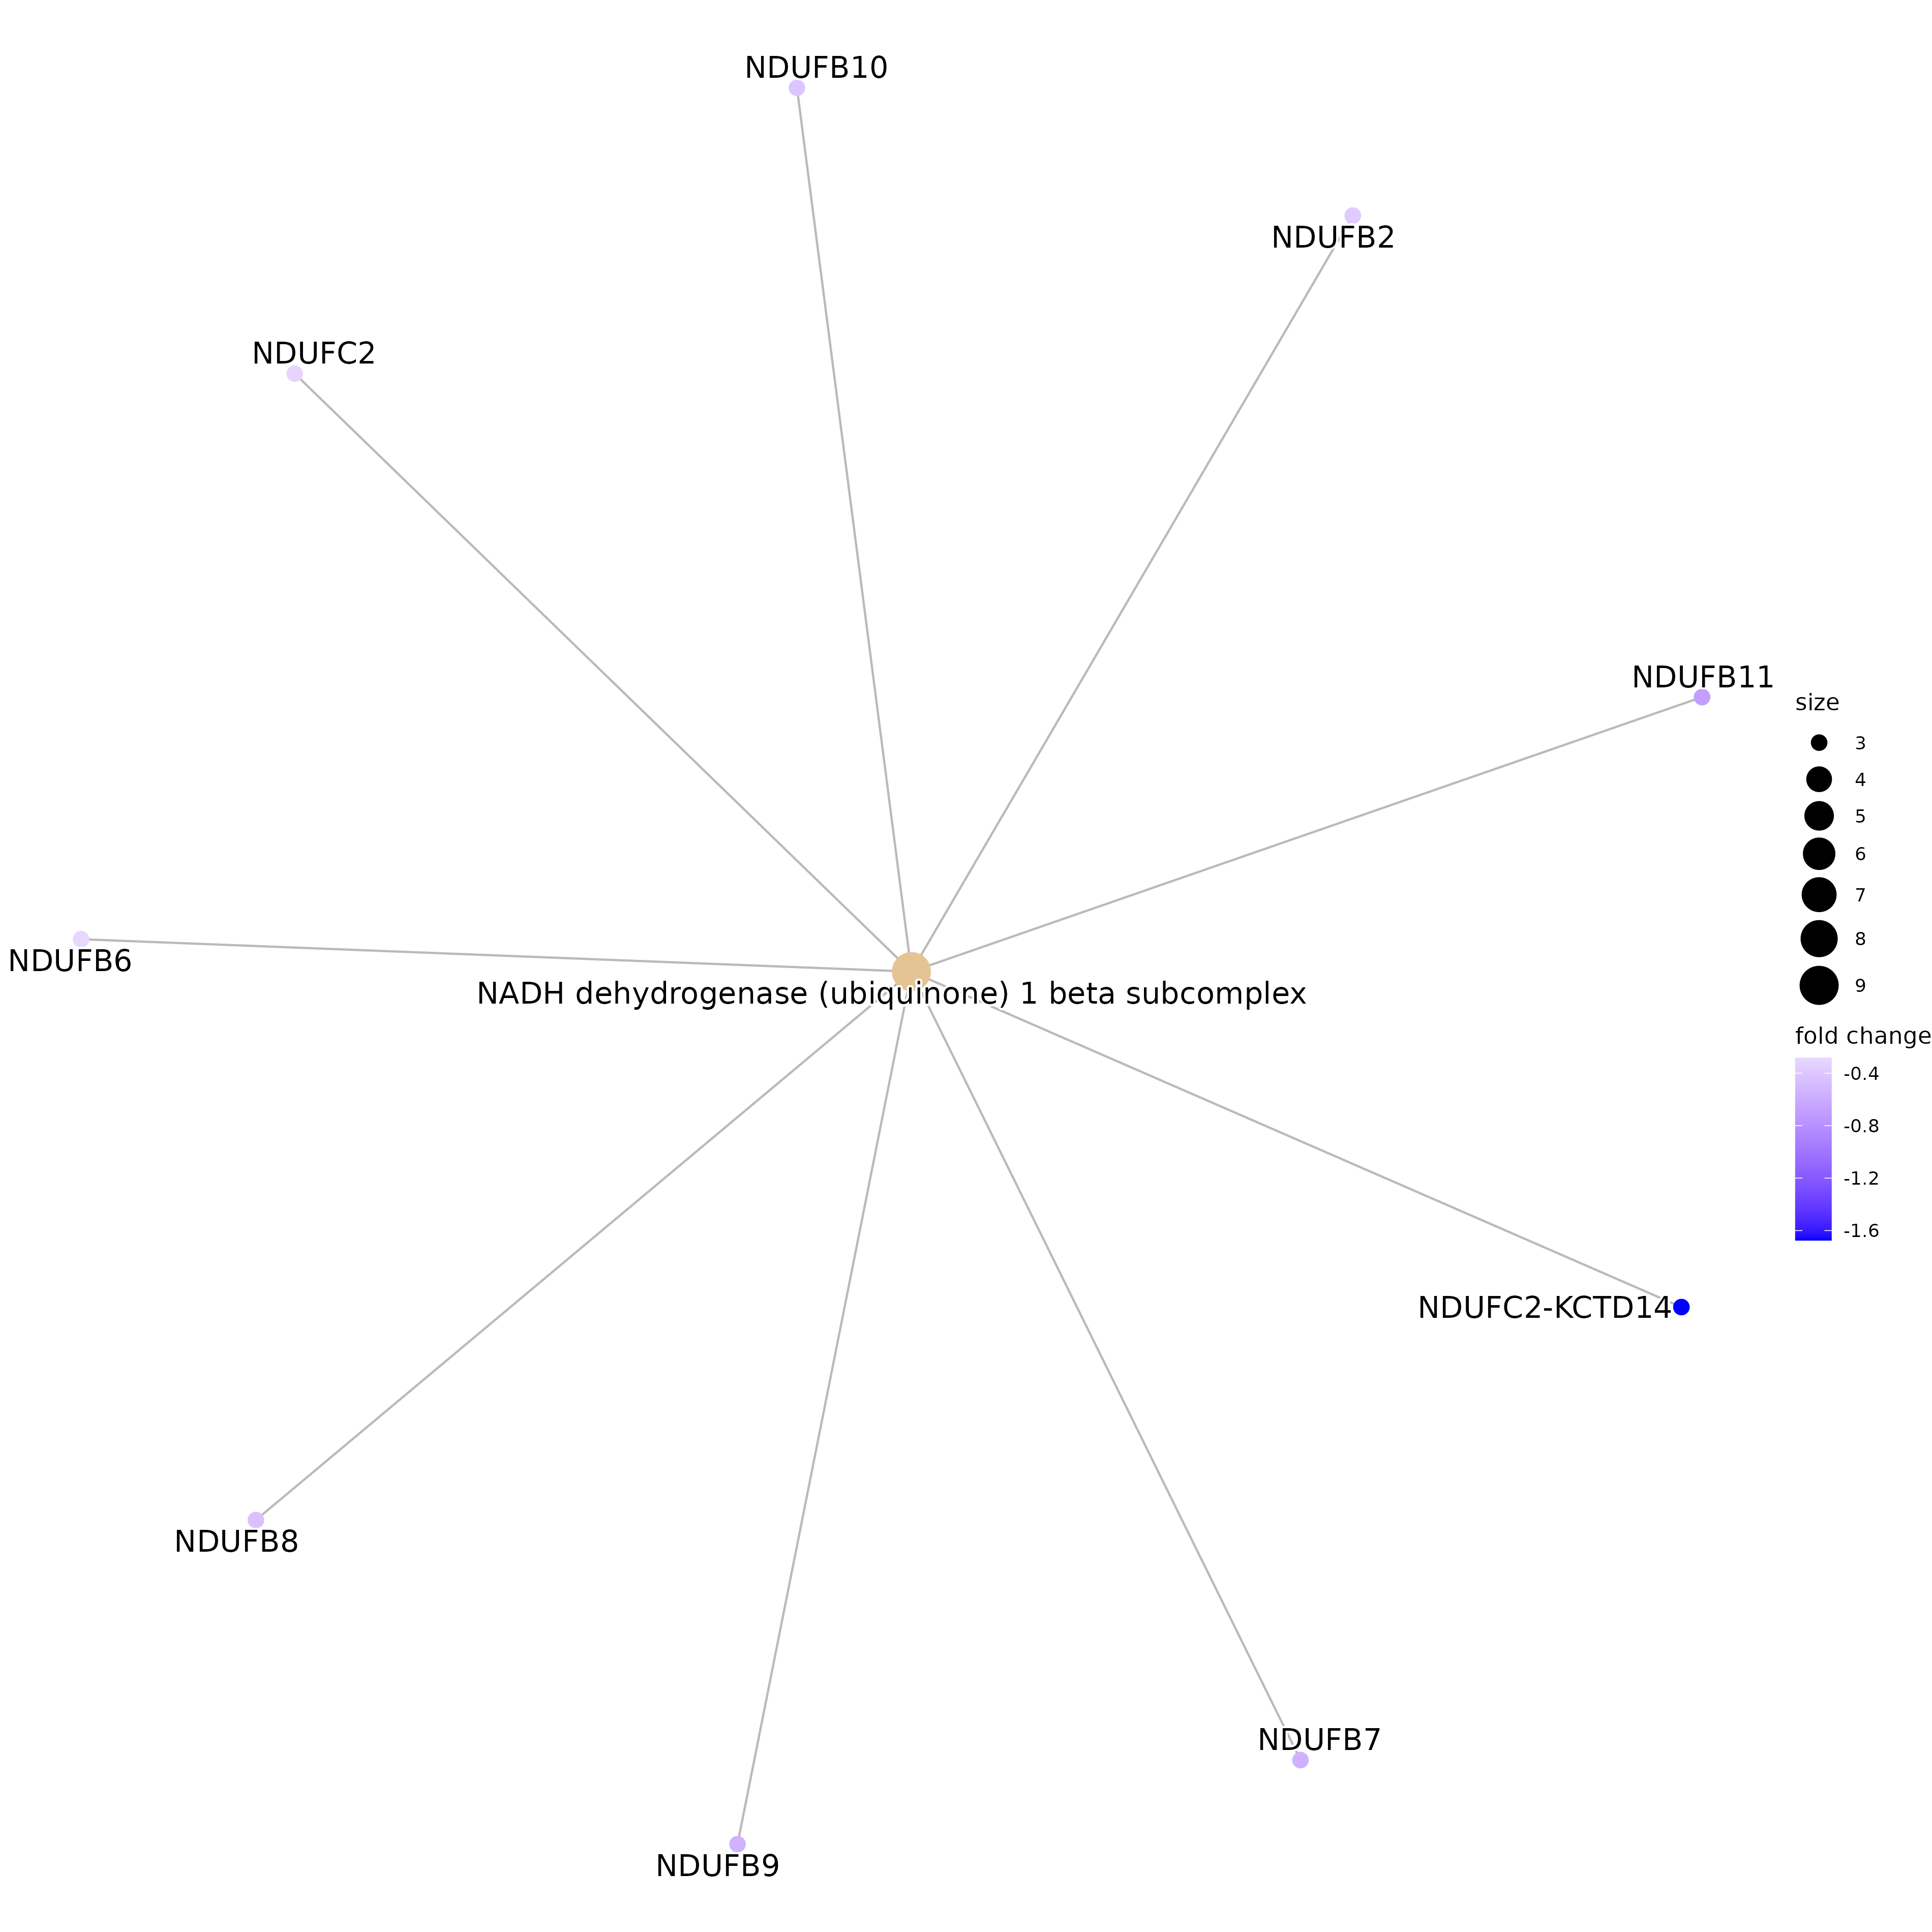 NDUFB10
NDUFB2
NDUFC2
NDUFB11
NDUFB6
NADH dehydrogenase (ubiquinone) 1 beta subcomplex
NDUFC2-KCTD14
NDUFB8
NDUFB7
NDUFB9
size
3
4
5
6
7
8
9
fold change
-0.4
-0.8
-1.2
-1.6